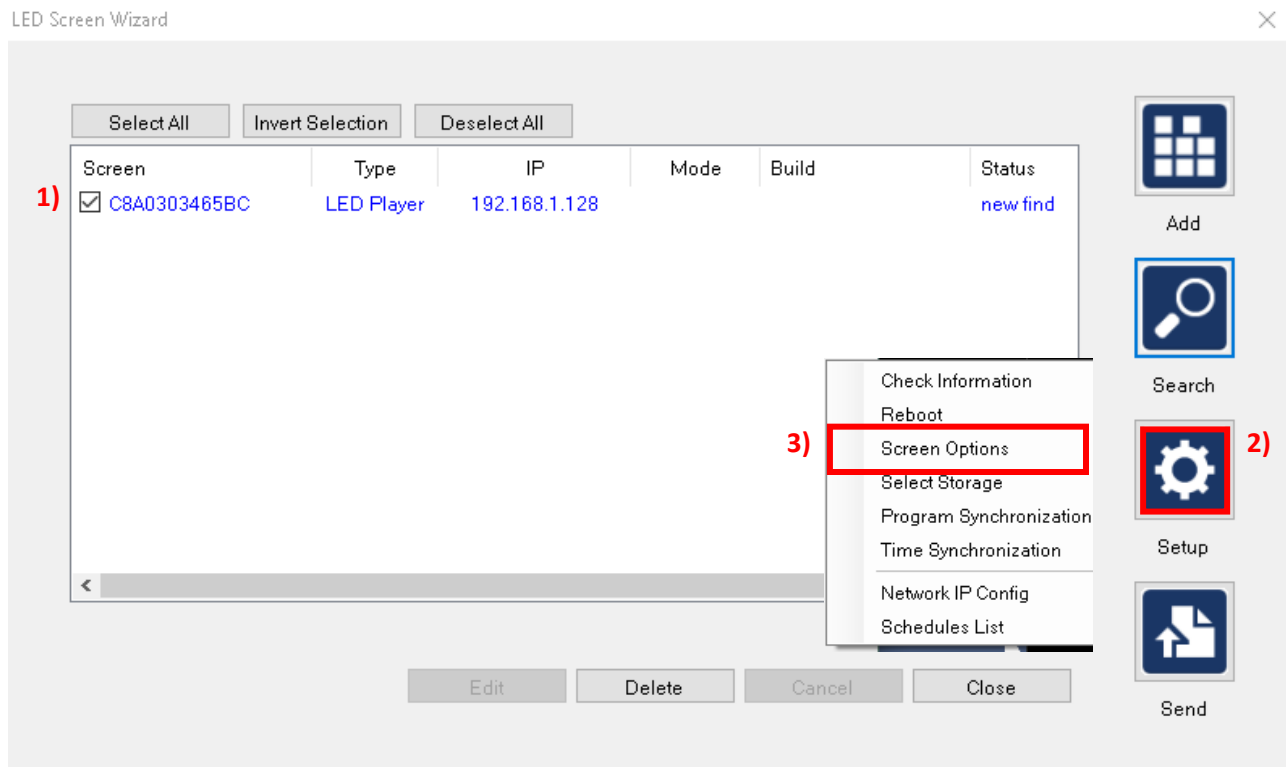 LED Screen Wizard
Select All Invert Selection Deselect All
Screen Type IP Mode Build Status
1) C8A0303465BC LED Player 192.168.1.128 new find
Add
Search
Check Information
Reboot
3) Screen Options 2)
Select Storage
Program Synchronization
Time Synchronization
Setup
Network IP Config
Schedules List
Edit Delete Cancel Close
Send